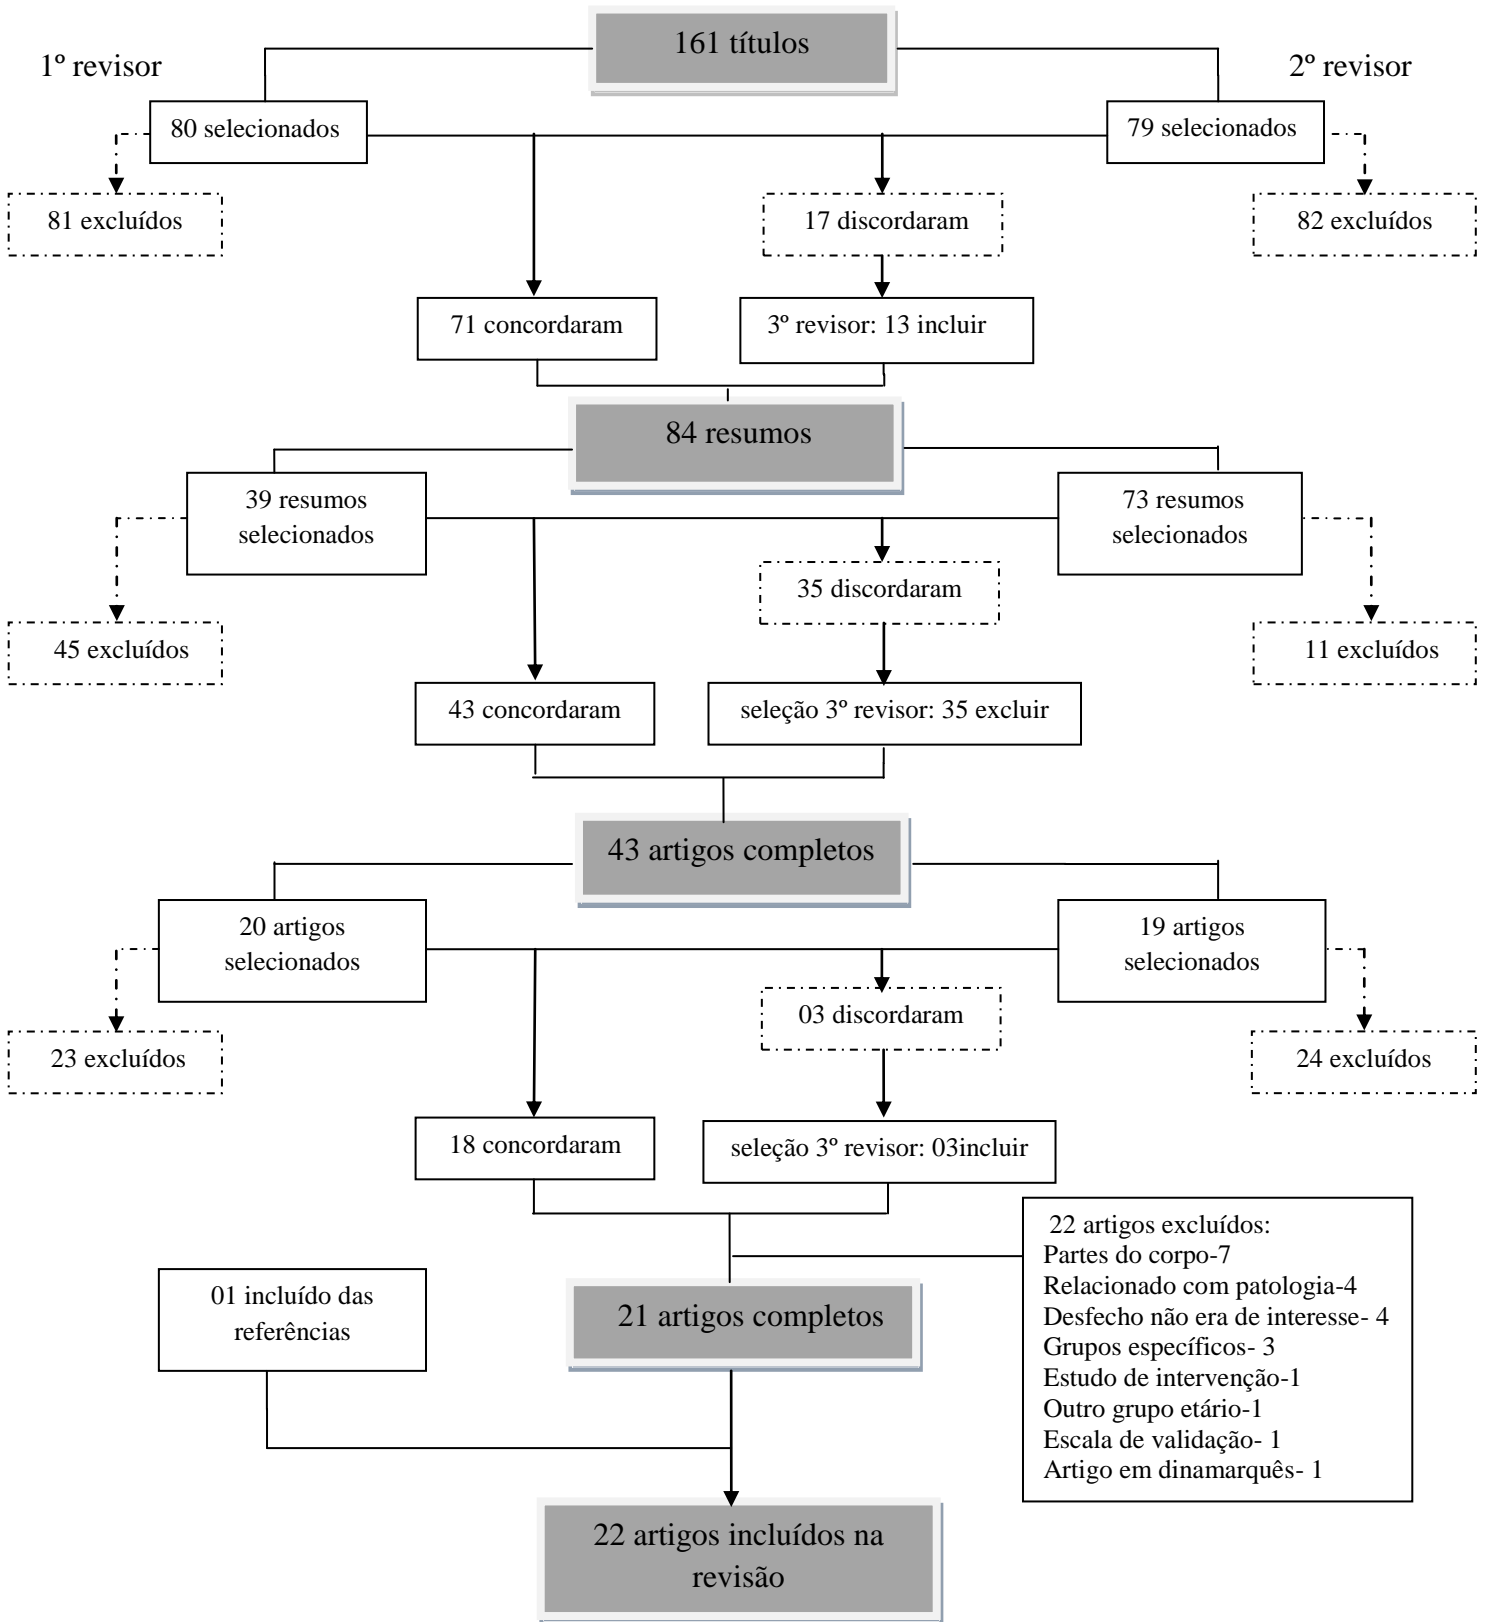 161 títulos
1º revisor
2º revisor
80 selecionados
79 selecionados
81 excluídos
17 discordaram
82 excluídos
71 concordaram
3º revisor: 13 incluir
84 resumos
39 resumos
selecionados
73 resumos
selecionados
35 discordaram
45 excluídos
11 excluídos
43 concordaram
seleção 3º revisor: 35 excluir
43 artigos completos
20 artigos
selecionados
19 artigos
selecionados
03 discordaram
23 excluídos
24 excluídos
18 concordaram
seleção 3º revisor: 03incluir
22 artigos excluídos:
Partes do corpo-7
Relacionado com patologia-4
Desfecho não era de interesse- 4
Grupos específicos- 3
Estudo de intervenção-1
Outro grupo etário-1
Escala de validação- 1
Artigo em dinamarquês- 1
01 incluído das
referências
21 artigos completos
22 artigos incluídos na
revisão